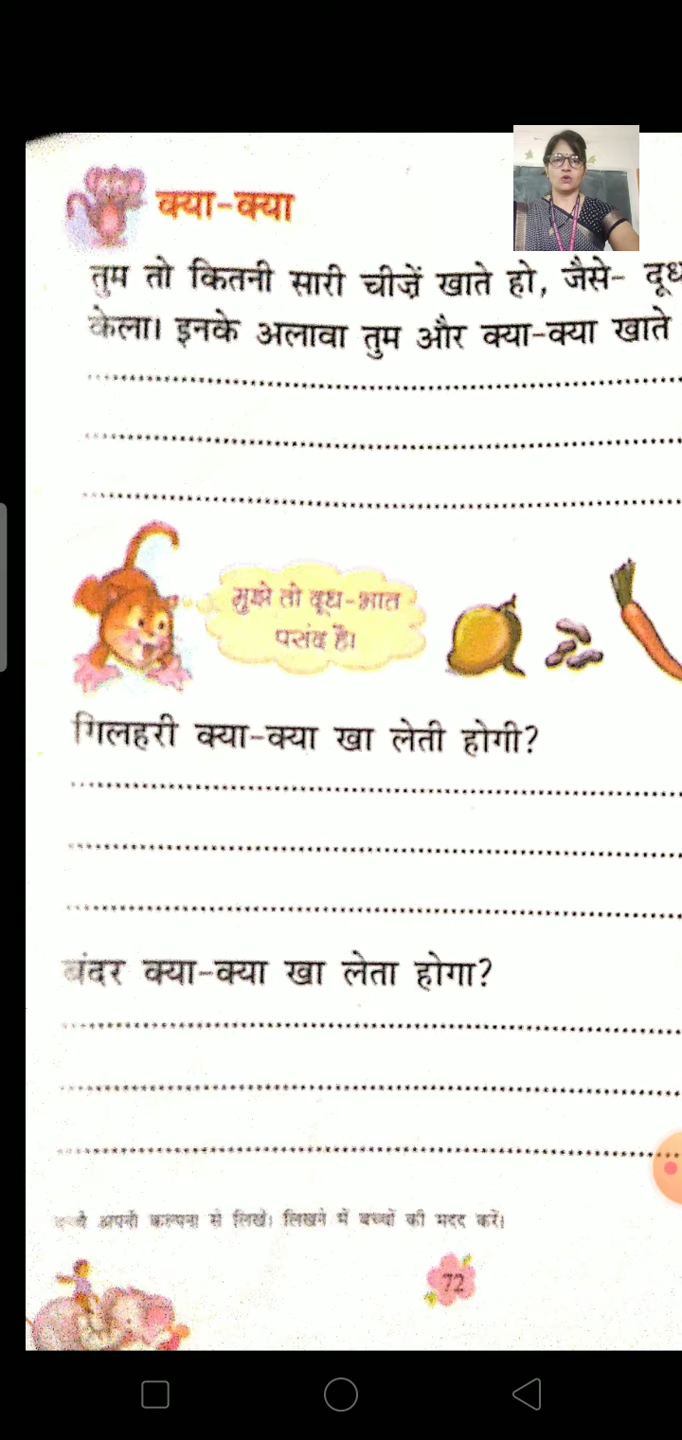 क्या-क्या
तुम तो कितनी सारी चीज़ें खाते हो, जैसे- दूध
केला। इनके अलावा तुम और क्या-क्या खाते
मुझे तो दूध-भात
पसंद है।
गिलहरी क्या-क्या खा लेती होगी?
बंदर क्या-क्या खा लेता होगा?
अपनी कल्पना से लिखें। लिखने में बच्चों की मदद करें।
72